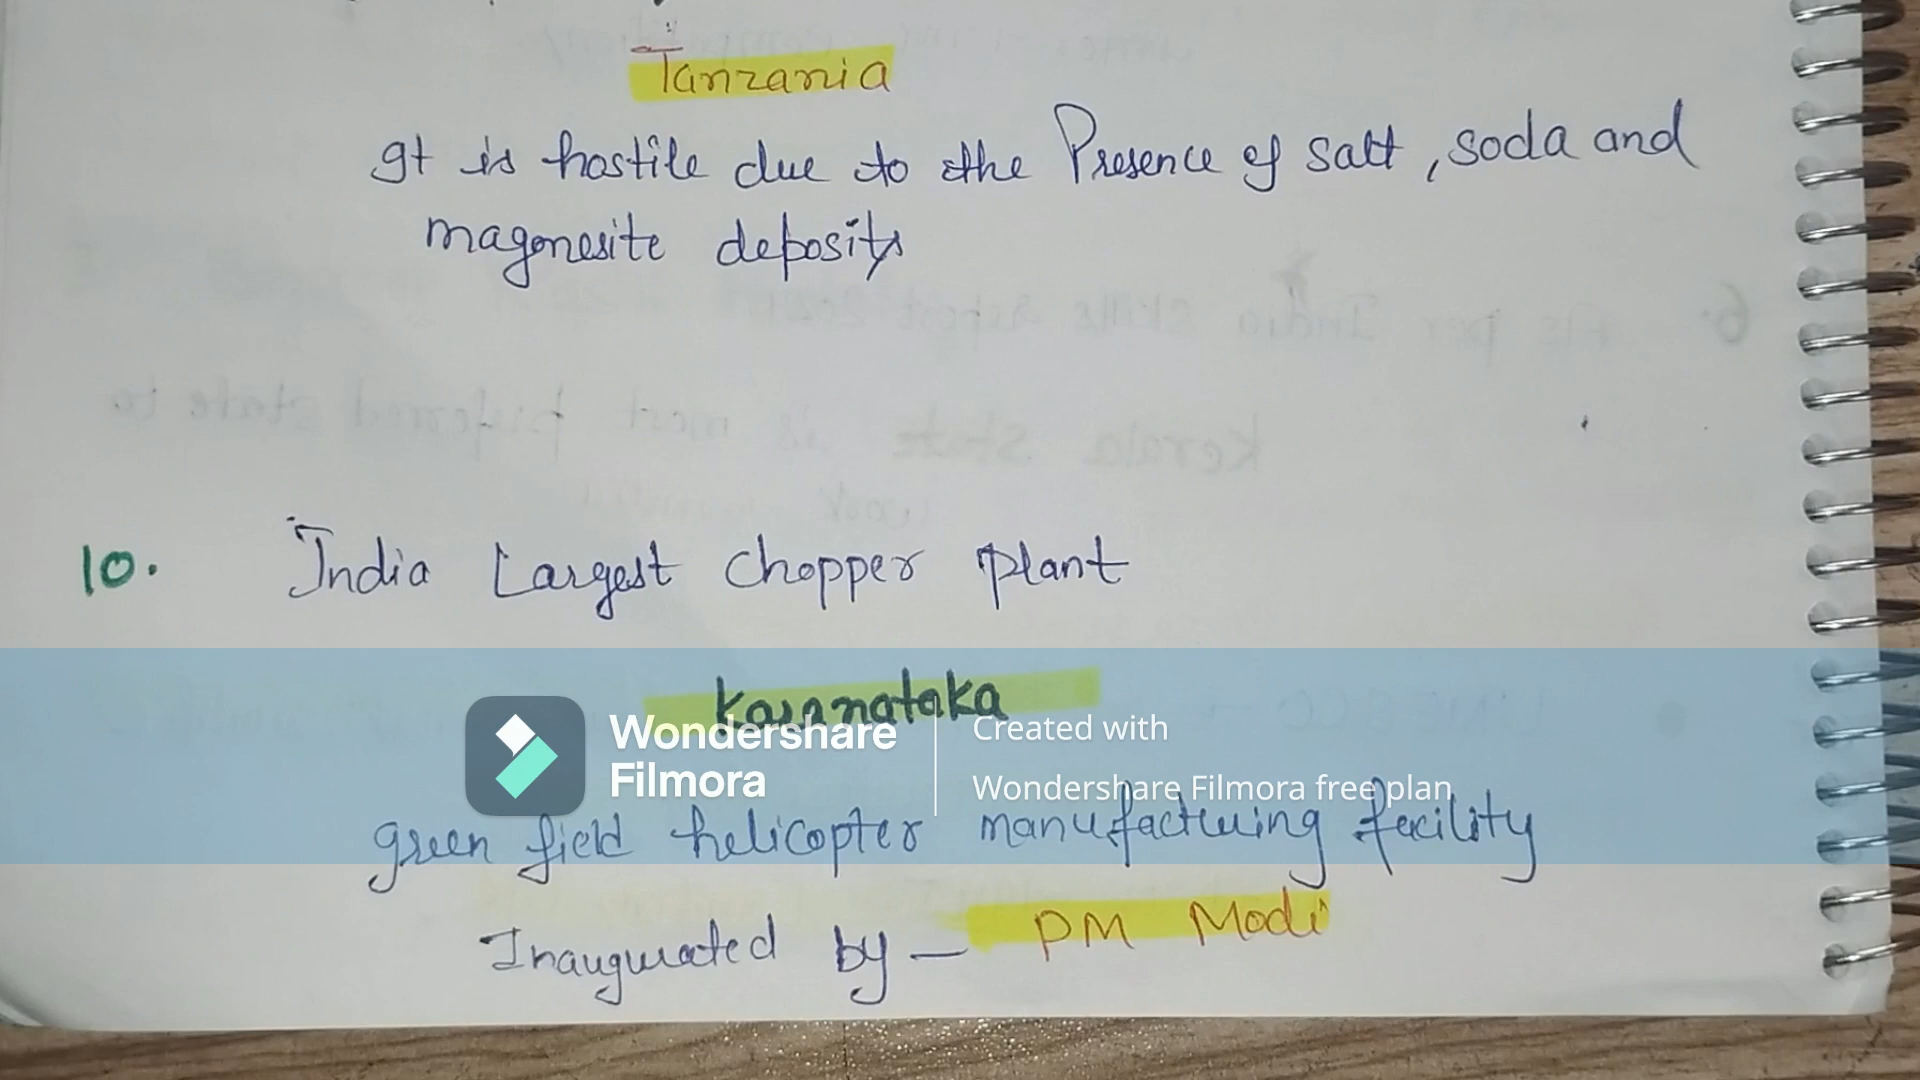 Tanzania
It is hostile due to the Presence of salt, soda and
magnesite deposits
10. India Largest Chopper Plant
Karanataka
Wondershare Filmora
Created with
Wondershare Filmora free plan
green field helicopter manufacturing facility
Inaugurated by - PM Modi